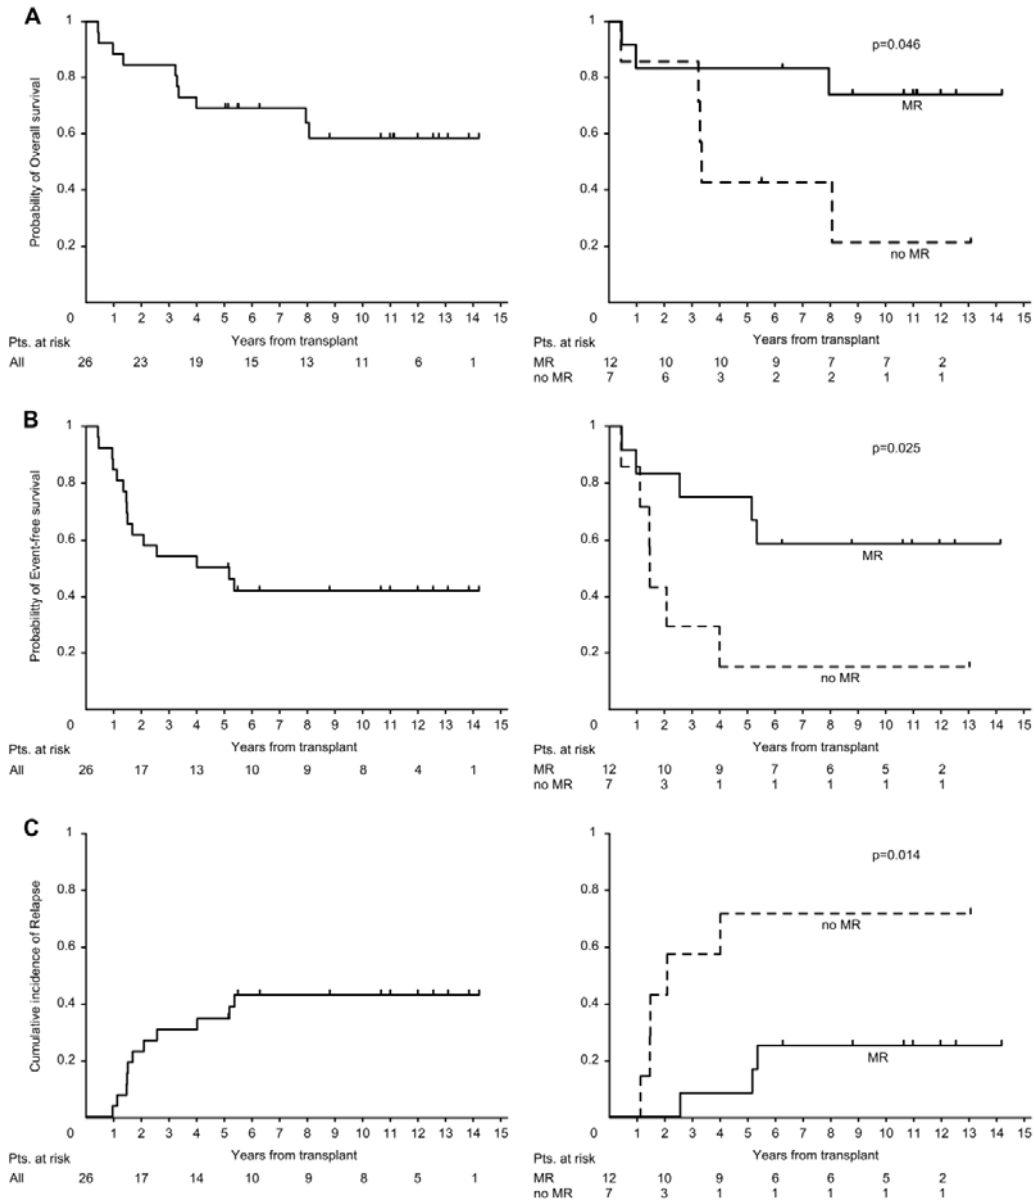 A
Probability of Overall survival
1
0.8
0.6
0.4
0.2
0 1 2 3 4 5 6 7 8 9 10 11 12 13 14 15
Pts. at risk Years from transplant
All 26 23 19 15 13 11 6 1
1
0.8
0.6
0.4
0.2
p=0.046
MR
no MR
0 1 2 3 4 5 6 7 8 9 10 11 12 13 14 15
Pts. at risk Years from transplant
MR 12 10 10 9 7 7 2
no MR 7 6 3 2 2 1 1
B
Probabilitty of Event-free survival
1
0.8
0.6
0.4
0.2
0 1 2 3 4 5 6 7 8 9 10 11 12 13 14 15
Pts. at risk Years from transplant
All 26 17 13 10 9 8 4 1
1
0.8
0.6
0.4
0.2
p=0.025
MR
no MR
0 1 2 3 4 5 6 7 8 9 10 11 12 13 14 15
Pts. at risk Years from transplant
MR 12 10 9 7 6 5 2
no MR 7 3 1 1 1 1 1
C
Cumulative incidence of Relapse
1
0.8
0.6
0.4
0.2
0 1 2 3 4 5 6 7 8 9 10 11 12 13 14 15
Pts. at risk Years from transplant
All 26 17 14 10 9 8 5 1
1
0.8
0.6
0.4
0.2
p=0.014
no MR
MR
0 1 2 3 4 5 6 7 8 9 10 11 12 13 14 15
Pts. at risk Years from transplant
MR 12 10 9 6 6 5 2
no MR 7 3 1 1 1 1 1